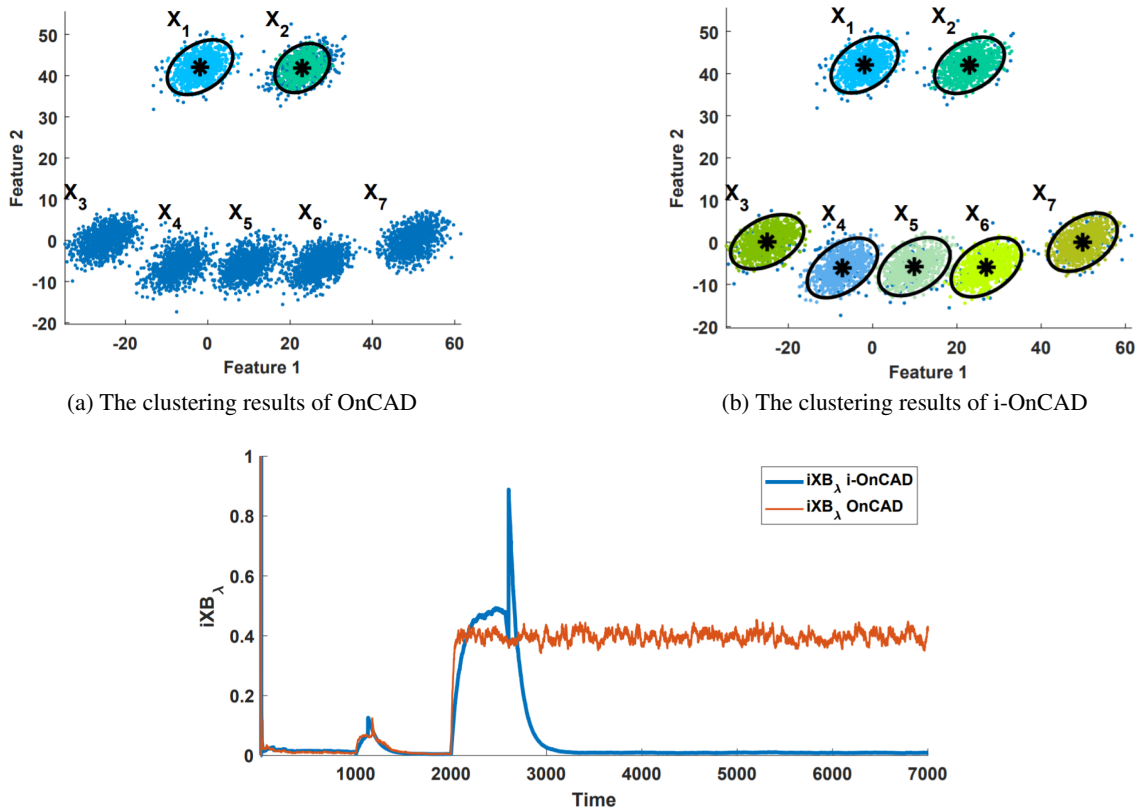 X1 X2
50
40
30
20
10
0
-10
-20
Feature 2
X3 X4 X5 X6 X7
-20 0 20 40 60
Feature 1
(a) The clustering results of OnCAD
X1 X2
50
40
30
20
10
0
-10
-20
Feature 2
X3 X4 X5 X6 X7
-20 0 20 40 60
Feature 1
(b) The clustering results of i-OnCAD
1
0.8
0.6
0.4
0.2
0
iXBλ
iXBλ i-OnCAD
iXBλ OnCAD
1000 2000 3000 4000 5000 6000 7000
Time